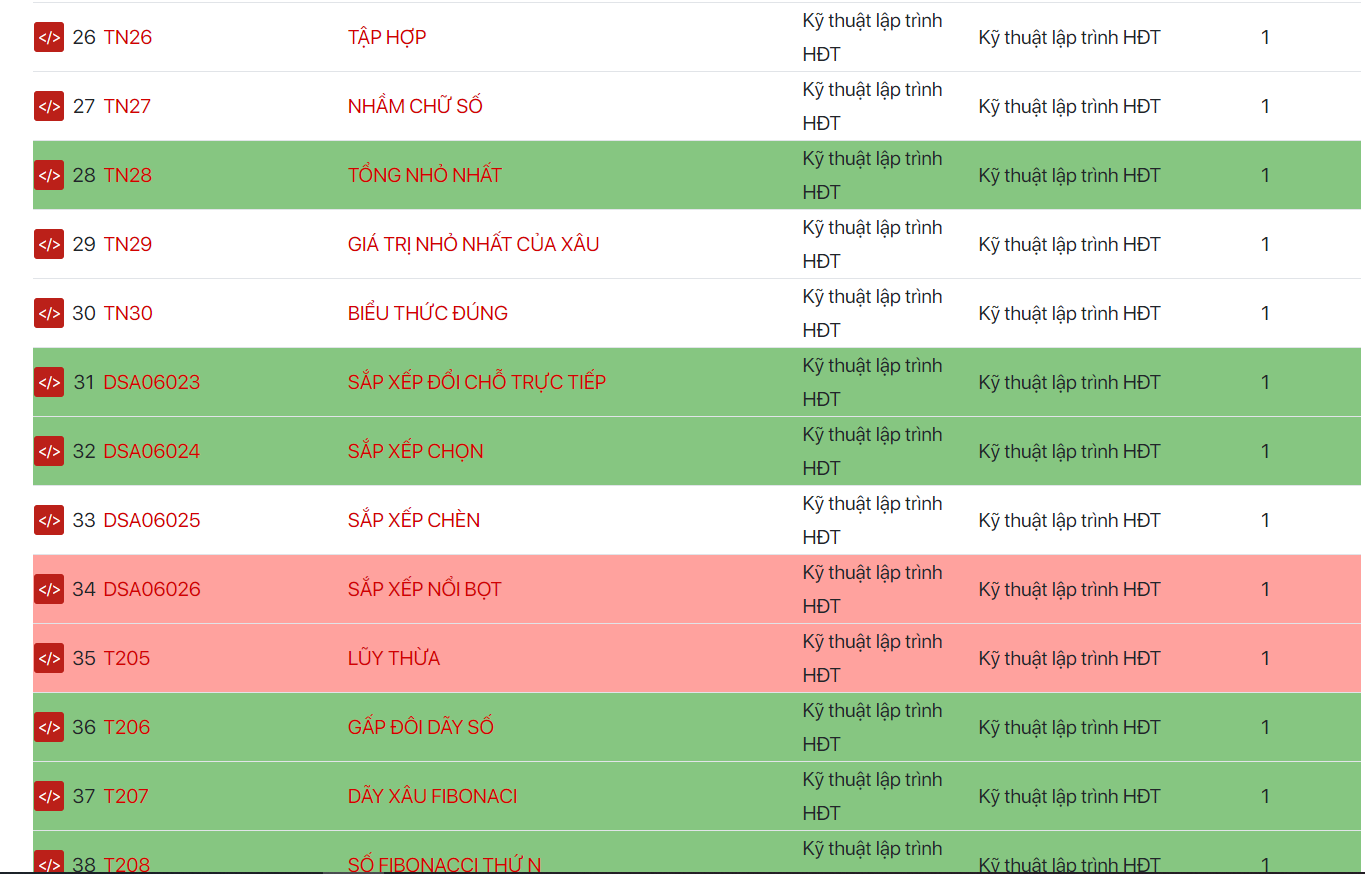 26 TN26 TẬP HỢP Kỹ thuật lập trình HĐT Kỹ thuật lập trình HĐT 1
27 TN27 NHẦM CHỮ SỐ Kỹ thuật lập trình HĐT Kỹ thuật lập trình HĐT 1
28 TN28 TỔNG NHỎ NHẤT Kỹ thuật lập trình HĐT Kỹ thuật lập trình HĐT 1
29 TN29 GIÁ TRỊ NHỎ NHẤT CỦA XÂU Kỹ thuật lập trình HĐT Kỹ thuật lập trình HĐT 1
30 TN30 BIỂU THỨC ĐÚNG Kỹ thuật lập trình HĐT Kỹ thuật lập trình HĐT 1
31 DSA06023 SẮP XẾP ĐỔI CHỖ TRỰC TIẾP Kỹ thuật lập trình HĐT Kỹ thuật lập trình HĐT 1
32 DSA06024 SẮP XẾP CHỌN Kỹ thuật lập trình HĐT Kỹ thuật lập trình HĐT 1
33 DSA06025 SẮP XẾP CHÈN Kỹ thuật lập trình HĐT Kỹ thuật lập trình HĐT 1
34 DSA06026 SẮP XẾP NỔI BỌT Kỹ thuật lập trình HĐT Kỹ thuật lập trình HĐT 1
35 T205 LŨY THỪA Kỹ thuật lập trình HĐT Kỹ thuật lập trình HĐT 1
36 T206 GẤP ĐÔI DÃY SỐ Kỹ thuật lập trình HĐT Kỹ thuật lập trình HĐT 1
37 T207 DÃY XÂU FIBONACI Kỹ thuật lập trình HĐT Kỹ thuật lập trình HĐT 1
38 T208 SỐ FIBONACCI THỨ N Kỹ thuật lập trình Kỹ thuật lập trình HĐT 1